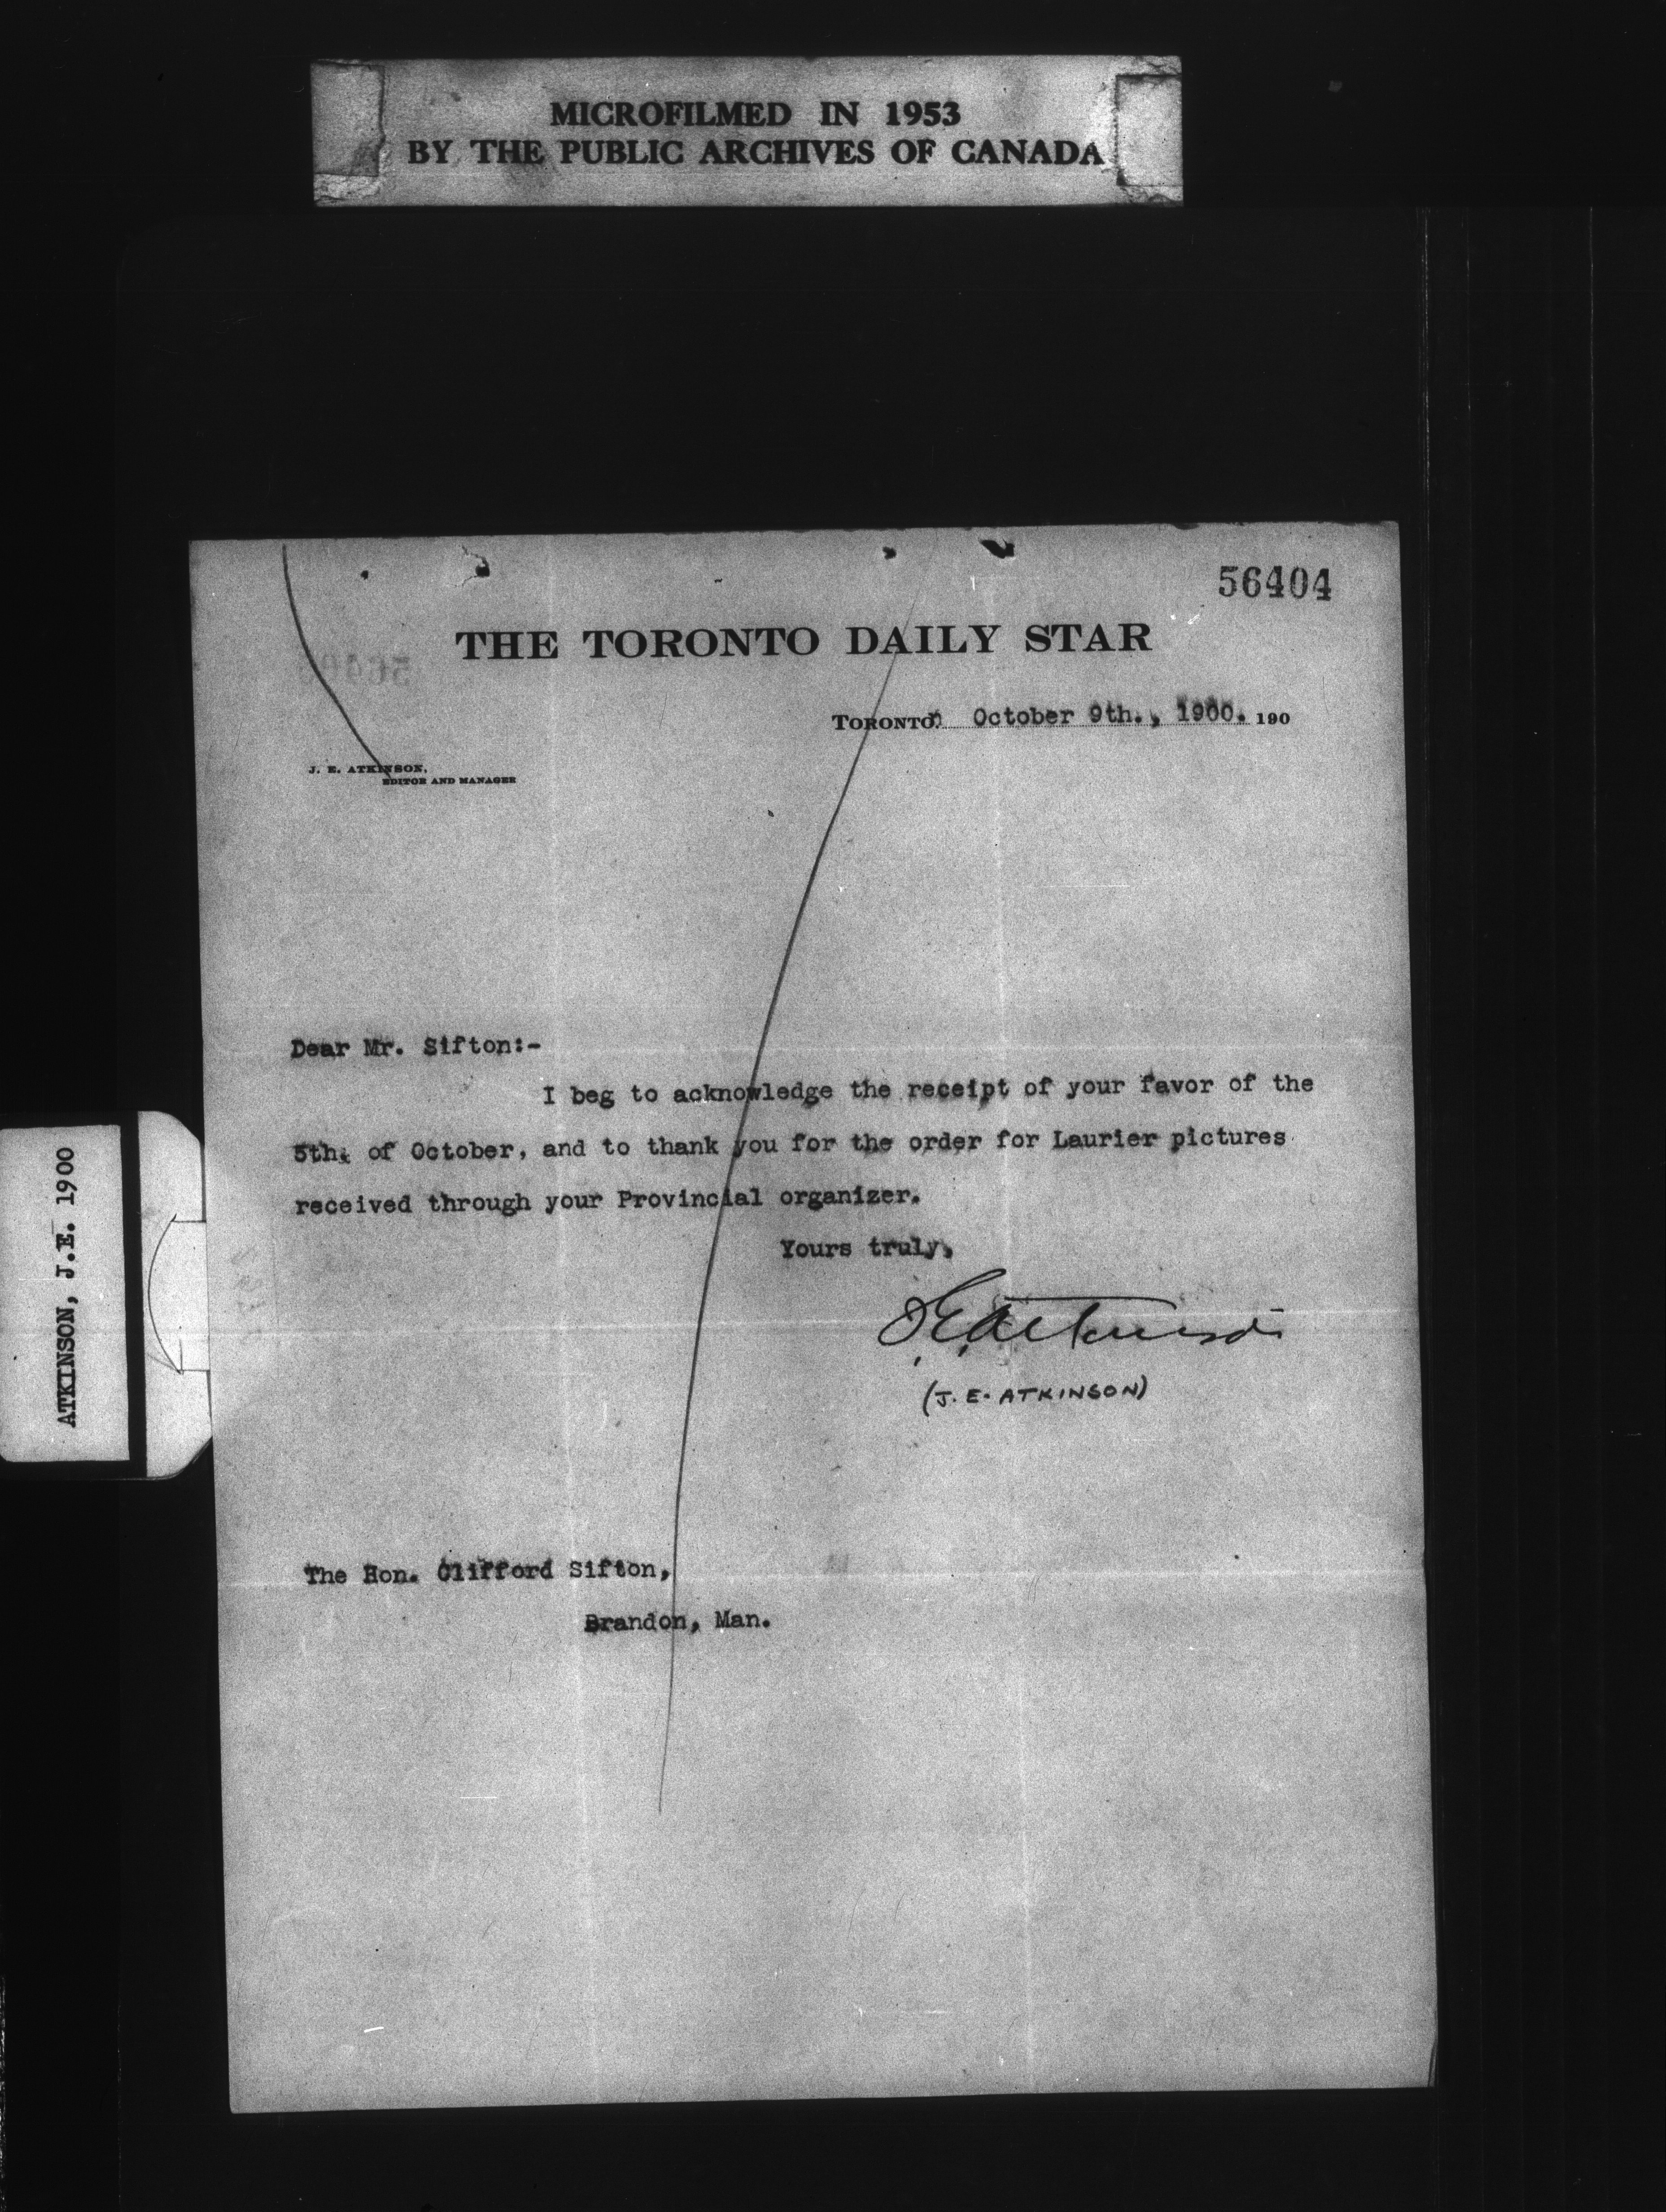 MICROFILMED IN 1953
BY THE PUBLIC ARCHIVES OF CANADA
56404
THE TORONTO DAILY STAR
TORONTO, October 9th., 1900. 190
J. E. ATKINSON,
EDITOR AND MANAGER
Dear Mr. Sifton:-
I beg to acknowledge the receipt of your favor of the
5th. of October, and to thank you for the order for Laurier pictures
received through your Provincial organizer.
Yours truly,
J. E. Atkinson
(J. E. ATKINSON)
The Hon. Clifford Sifton,
Brandon, Man.
ATKINSON, J.E. 1900